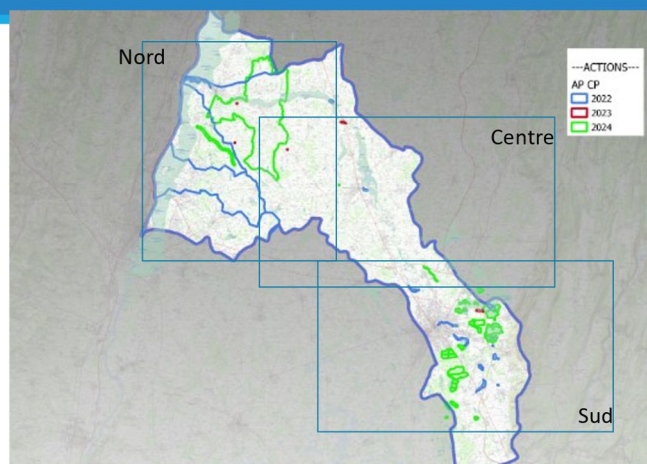 Nord
---ACTIONS---
AP CP
2022
2023
2024
Centre
Sud